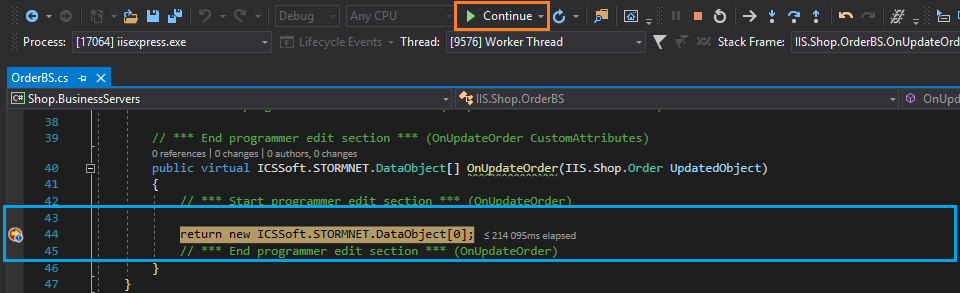 Debug Any CPU Continue
Process: [17064] iisexpress.exe Lifecycle Events Thread: [9576] Worker Thread Stack Frame: IIS.Shop.OrderBS.OnUpdateOrd
OrderBS.cs
C# Shop.BusinessServers IIS.Shop.OrderBS OnUpd
38
39 // *** End programmer edit section *** (OnUpdateOrder CustomAttributes)
0 references | 0 changes | 0 authors, 0 changes
40 public virtual ICSSoft.STORMNET.DataObject[] OnUpdateOrder(IIS.Shop.Order UpdatedObject)
41 {
42 // *** Start programmer edit section *** (OnUpdateOrder)
43
44 return new ICSSoft.STORMNET.DataObject[0]; ≤ 214 095ms elapsed
45 // *** End programmer edit section *** (OnUpdateOrder)
46 }
47 }